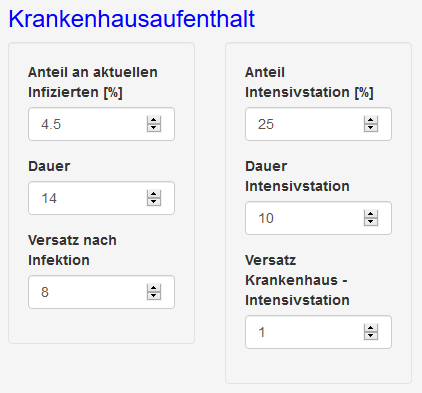 Krankenhausaufenthalt
Anteil an aktuellen
Infizierten [%]
4.5
Dauer
14
Versatz nach
Infektion
8
Anteil
Intensivstation [%]
25
Dauer
Intensivstation
10
Versatz
Krankenhaus -
Intensivstation
1